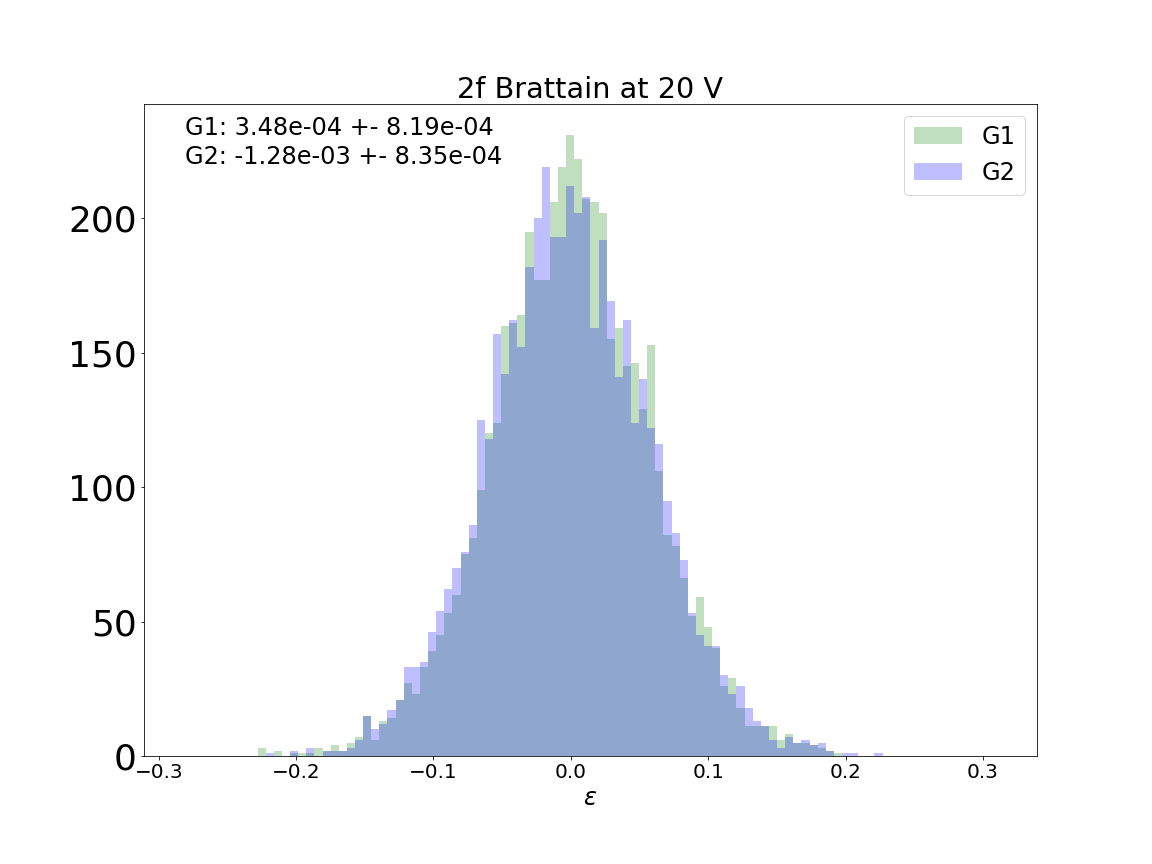 2f Brattain at 20 V
G1: 3.48e-04 +- 8.19e-04
G2: -1.28e-03 +- 8.35e-04
G1
G2
200
150
100
50
0
−0.3 −0.2 −0.1 0.0 0.1 0.2 0.3
ε